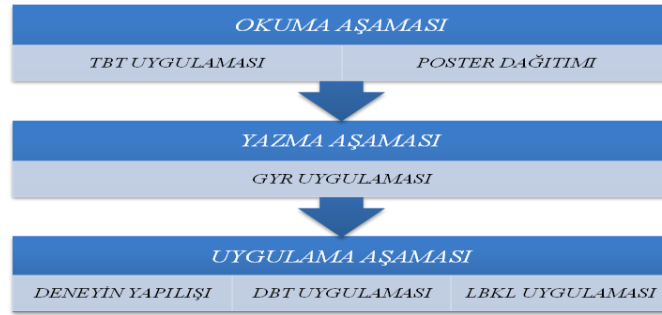 OKUMA AŞAMASI
TBT UYGULAMASI POSTER DAĞITIMI
YAZMA AŞAMASI
GYR UYGULAMASI
UYGULAMA AŞAMASI
DENEYİN YAPILIŞI DBT UYGULAMASI LBKL UYGULAMASI